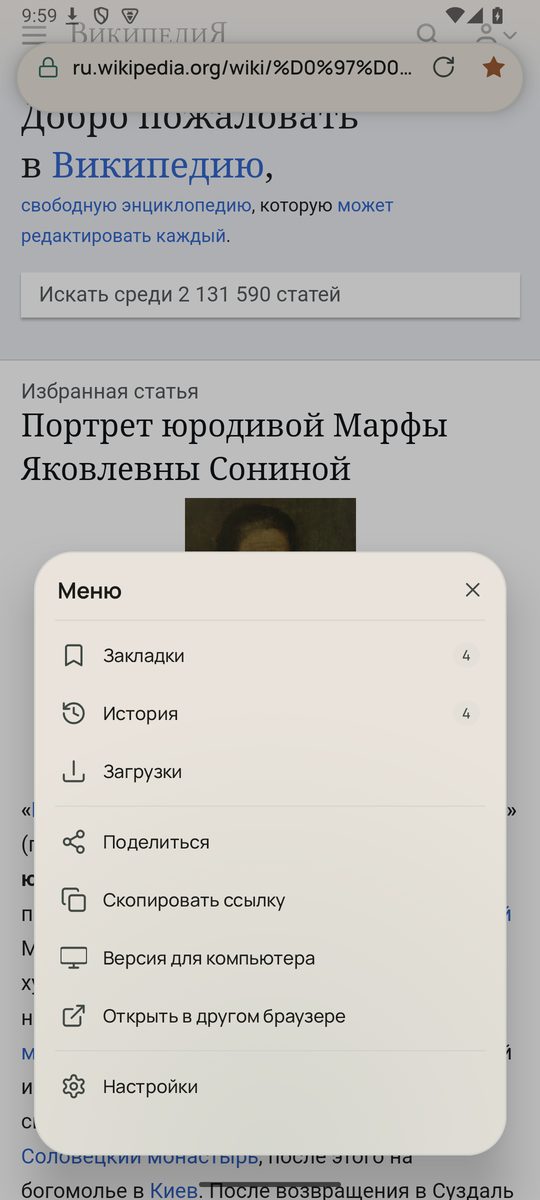 9:59
ВикипедиЯ
ru.wikipedia.org/wiki/%D0%97%D0...
Добро пожаловать
в Википедию,
свободную энциклопедию, которую может
редактировать каждый.
Искать среди 2 131 590 статей
Избранная статья
Портрет юродивой Марфы
Яковлевны Сониной
Меню
Закладки 4
История 4
Загрузки
Поделиться
Скопировать ссылку
Версия для компьютера
Открыть в другом браузере
Настройки
Соловецкий монастырь, после этого на
богомолье в Киев. После возвращения в Суздаль